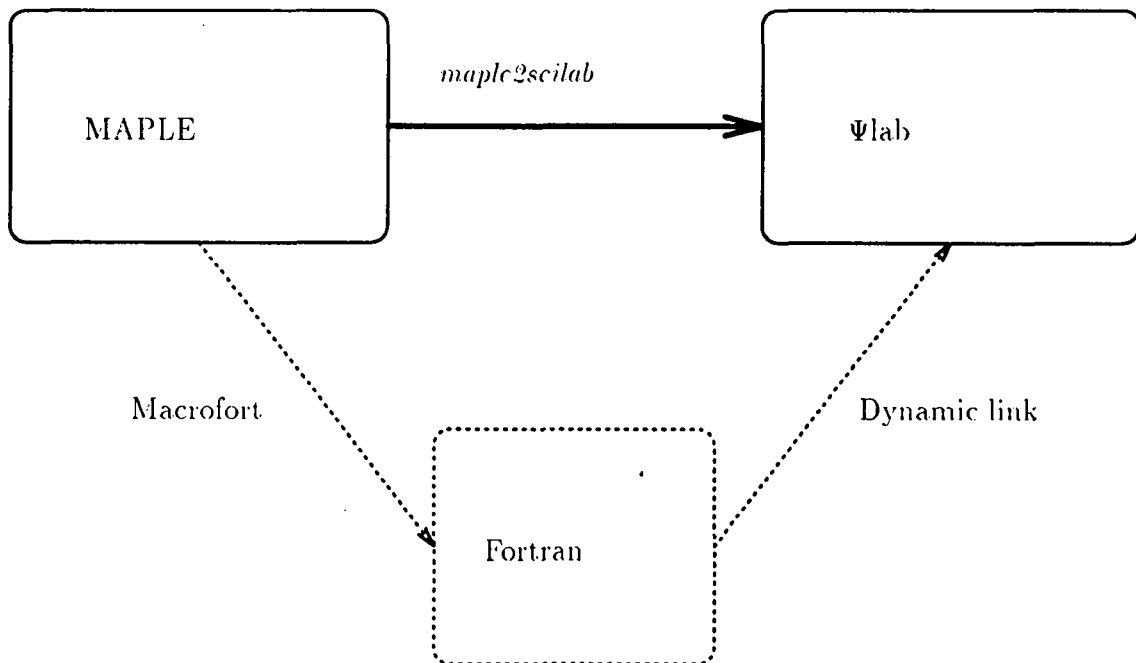 maple2scilab
MAPLE
Ψlab
Macrofort
Dynamic link
Fortran